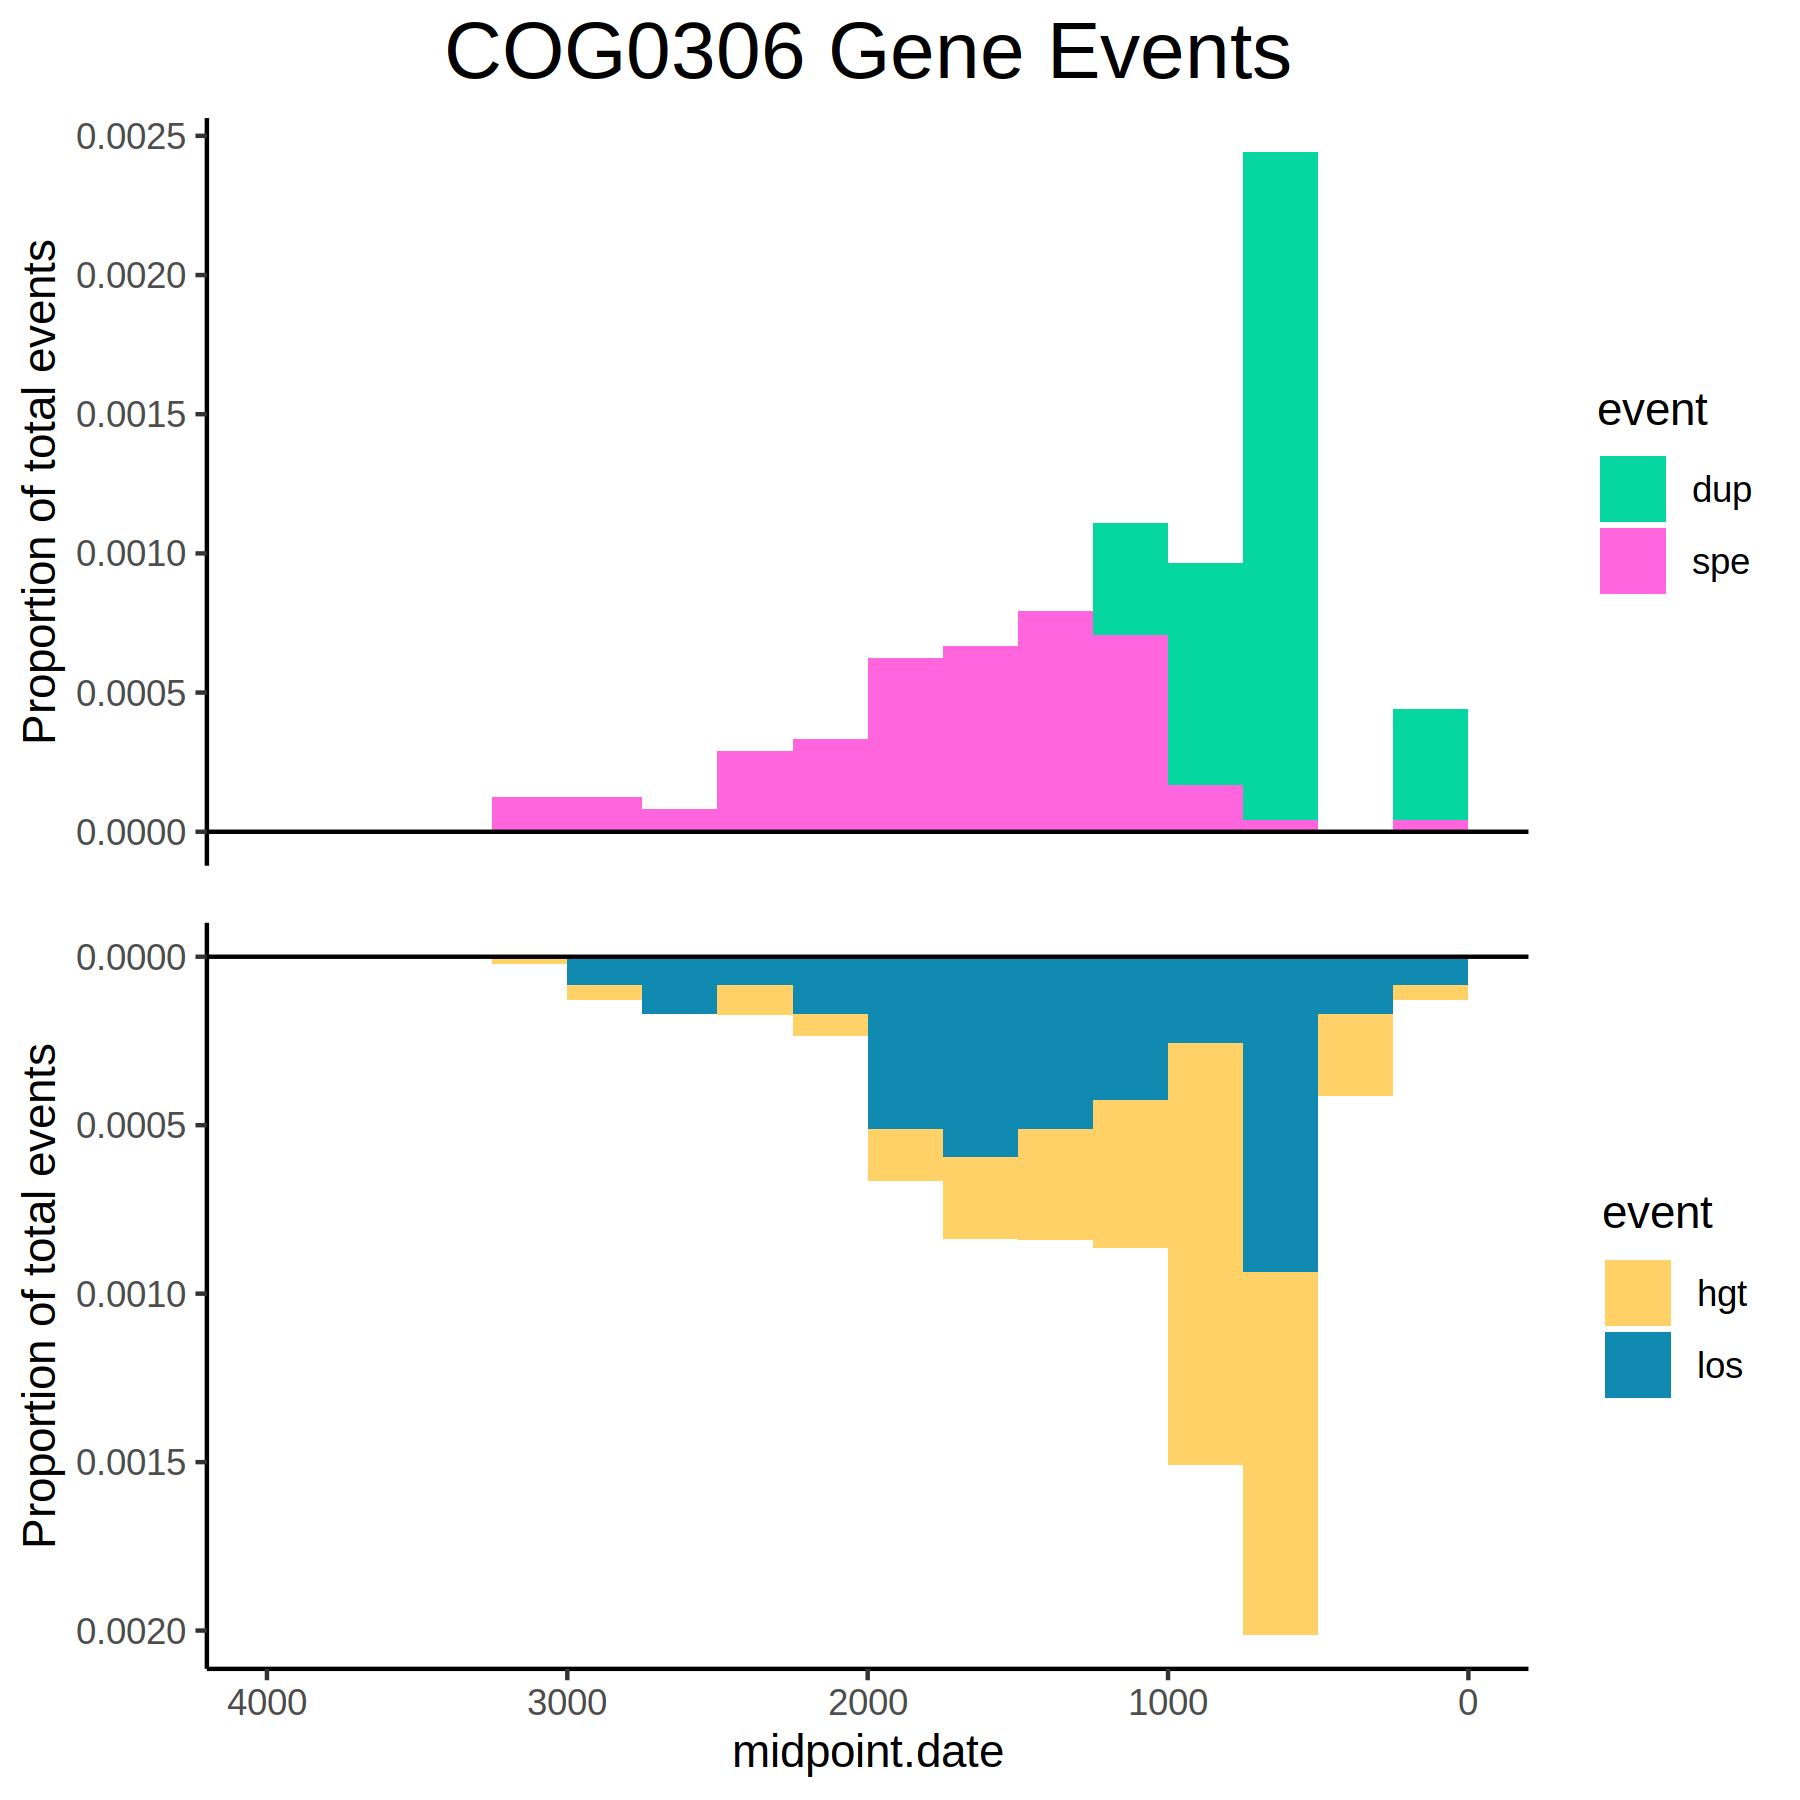 COG0306 Gene Events
Proportion of total events
0.0025
0.0020
0.0015
0.0010
0.0005
0.0000
event
dup
spe
Proportion of total events
0.0000
0.0005
0.0010
0.0015
0.0020
event
hgt
los
4000 3000 2000 1000 0
midpoint.date